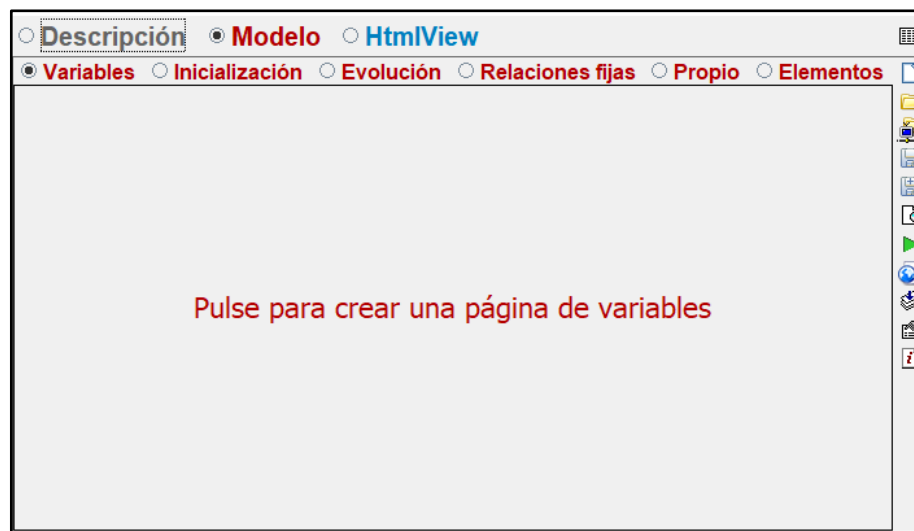 Descripción Modelo HtmlView
Variables Inicialización Evolución Relaciones fijas Propio Elementos
Pulse para crear una página de variables